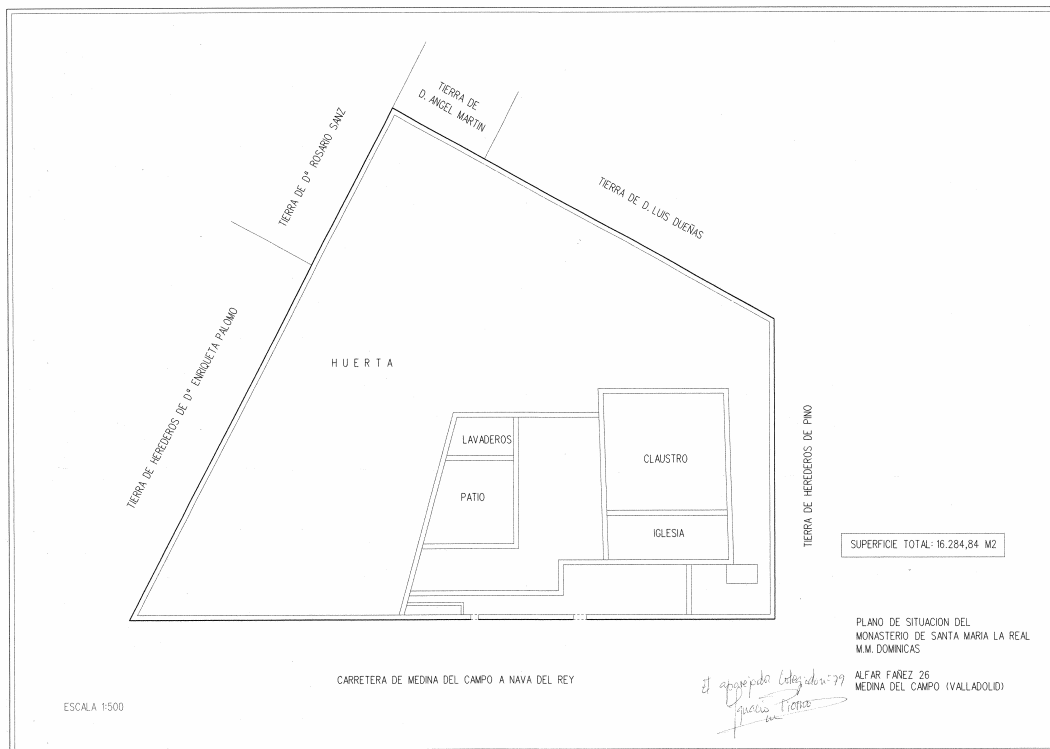 TIERRA DE
D. ANGEL MARTIN
TIERRA DE Dª ROSARIO SANZ
TIERRA DE D. LUIS DUEÑAS
TIERRA DE HEREDEROS DE Dª ENRIQUETA PALOMO
HUERTA
LAVADEROS
PATIO
CLAUSTRO
IGLESIA
TIERRA DE HEREDEROS DE PINO
SUPERFICIE TOTAL: 16.284,84 M2
PLANO DE SITUACION DEL
MONASTERIO DE SANTA MARIA LA REAL
M.M. DOMINICAS
ALFAR FAÑEZ 26
MEDINA DEL CAMPO (VALLADOLID)
CARRETERA DE MEDINA DEL CAMPO A NAVA DEL REY
El aparejador
Ignacio
ESCALA 1:500